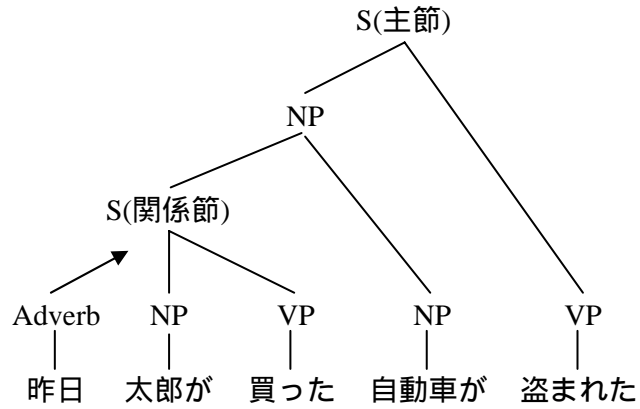 S(主節)
NP
S(関係節)
Adverb NP VP NP VP
昨日 太郎が 買った 自動車が 盗まれた